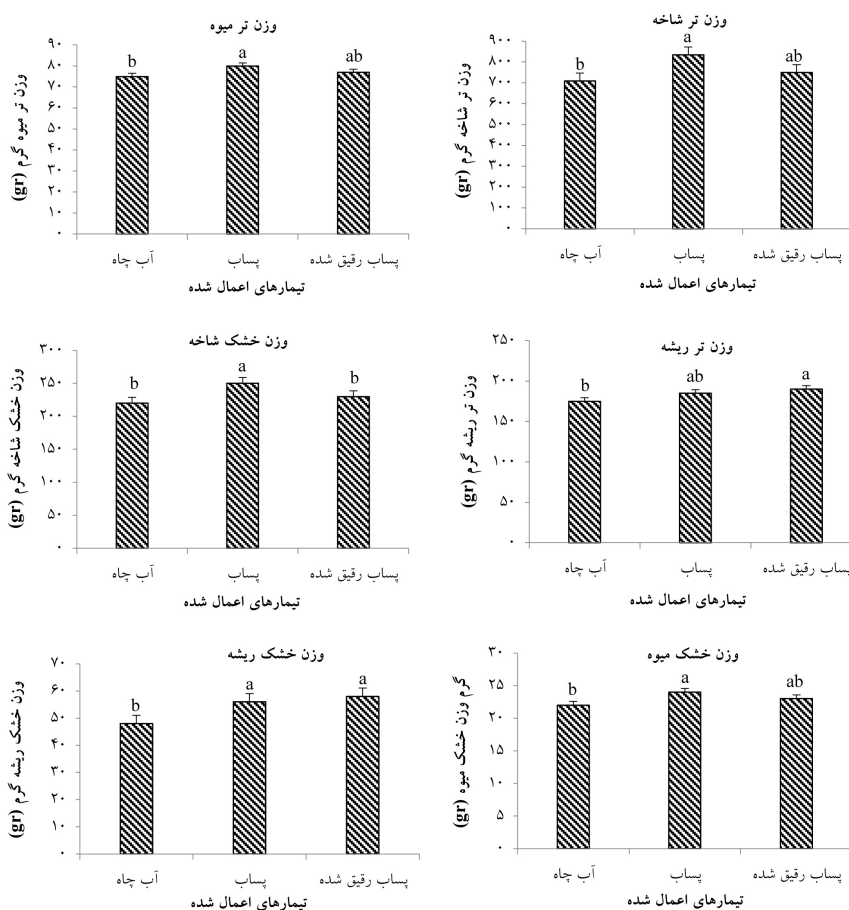 وزن تر میوه
وزن تر میوه گرم (gr)
۹۰
۸۰
۷۰
۶۰
۵۰
۴۰
۳۰
۲۰
۱۰
۰
b
a
ab
آب چاه
پساب
پساب رقیق شده
تیمارهای اعمال شده
وزن تر شاخه
وزن تر شاخه گرم (gr)
۹۰۰
۸۰۰
۷۰۰
۶۰۰
۵۰۰
۴۰۰
۳۰۰
۲۰۰
۱۰۰
۰
b
a
ab
آب چاه
پساب
پساب رقیق شده
تیمارهای اعمال شده
وزن خشک شاخه
وزن خشک شاخه گرم (gr)
۳۰۰
۲۵۰
۲۰۰
۱۵۰
۱۰۰
۵۰
۰
b
a
b
آب چاه
پساب
پساب رقیق شده
تیمارهای اعمال شده
وزن تر ریشه
وزن تر ریشه گرم (gr)
۲۵۰
۲۰۰
۱۵۰
۱۰۰
۵۰
۰
b
ab
a
آب چاه
پساب
پساب رقیق شده
تیمارهای اعمال شده
وزن خشک ریشه
وزن خشک ریشه گرم (gr)
۷۰
۶۰
۵۰
۴۰
۳۰
۲۰
۱۰
۰
b
a
a
آب چاه
پساب
پساب رقیق شده
تیمارهای اعمال شده
وزن خشک میوه
گرم وزن خشک میوه (gr)
۳۰
۲۵
۲۰
۱۵
۱۰
۵
۰
b
a
ab
آب چاه
پساب
پساب رقیق شده
تیمارهای اعمال شده